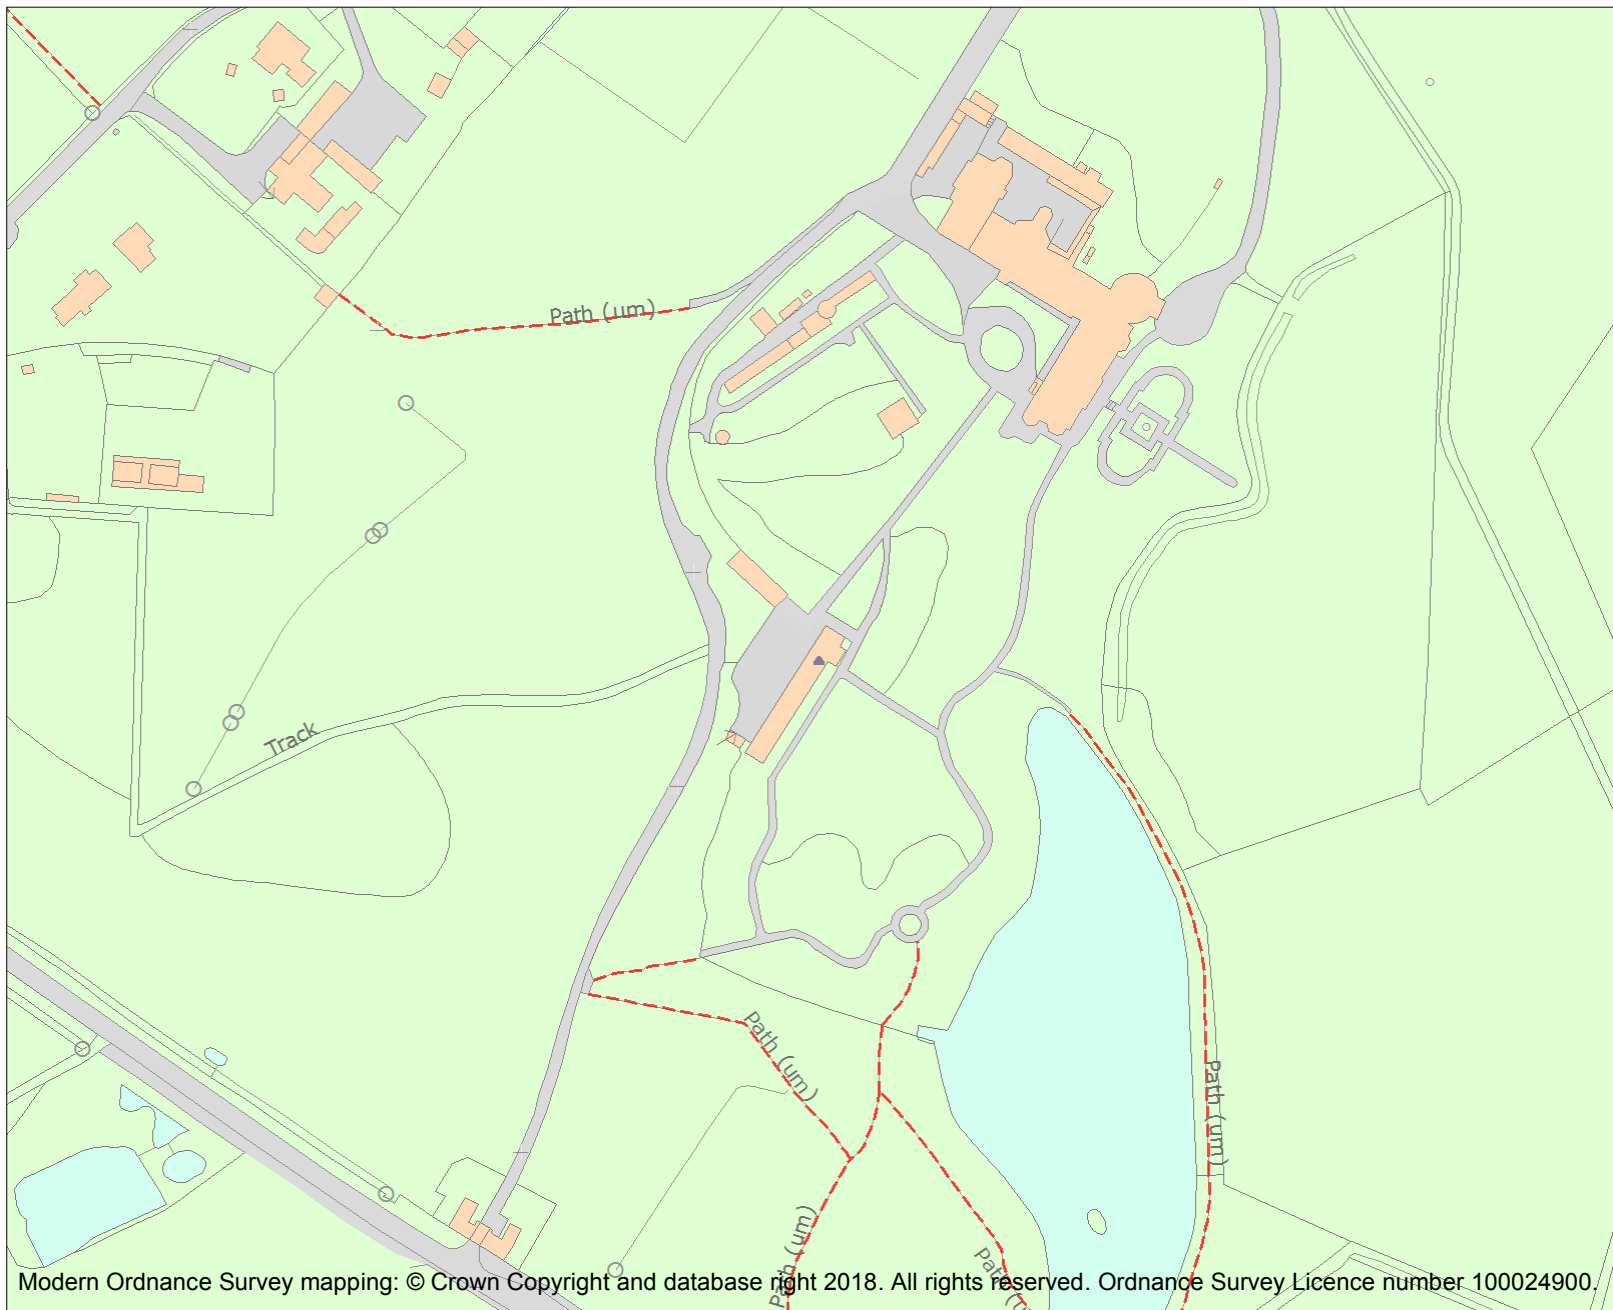 Path (um)
Track
Path (um)
Path (um)
Path (um)
Path (u
Modern Ordnance Survey mapping: © Crown Copyright and database right 2018. All rights reserved. Ordnance Survey Licence number 100024900.